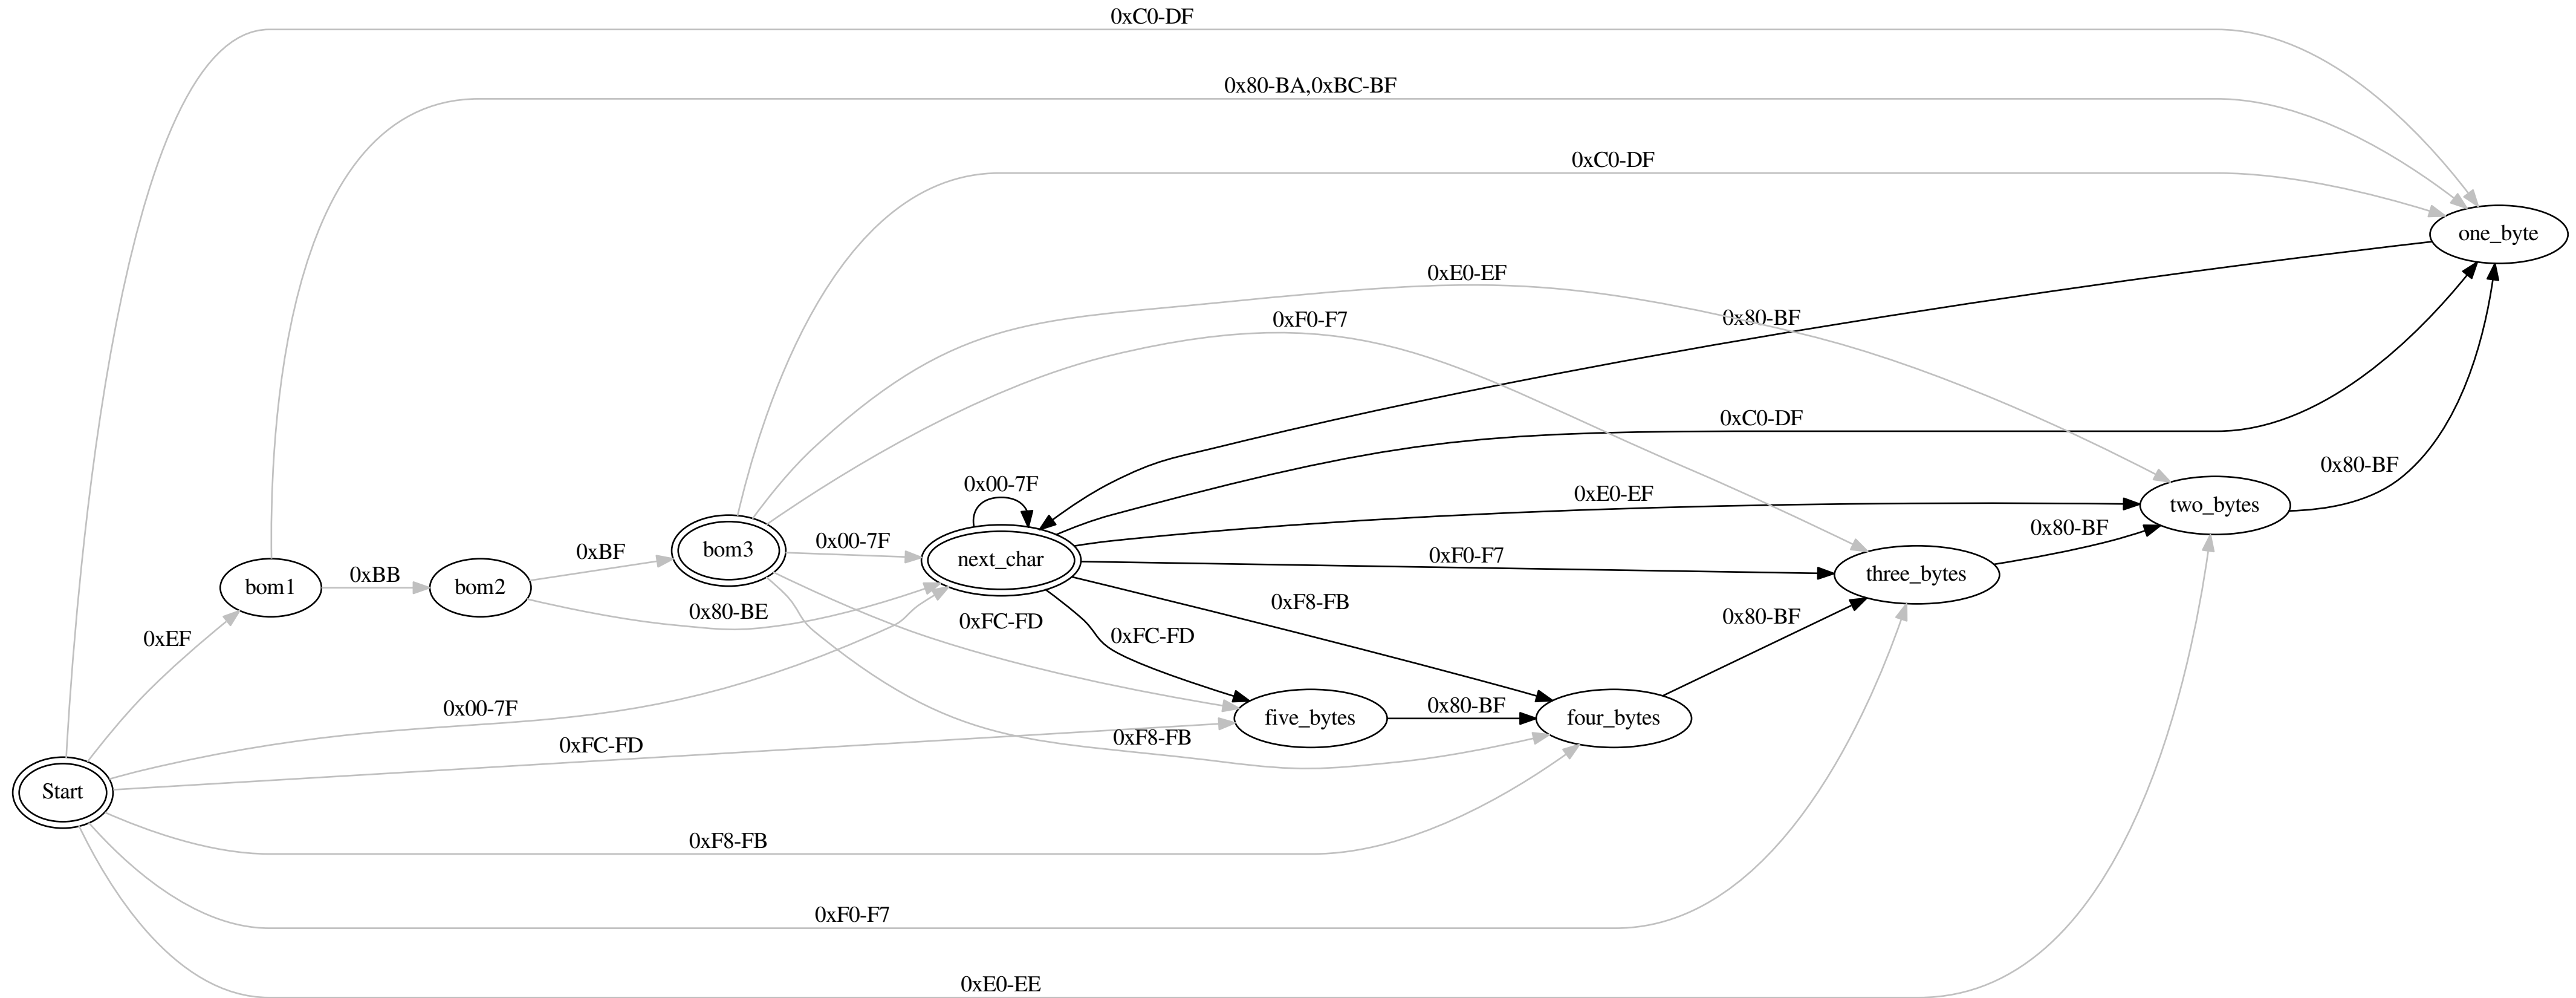 0xC0-DF
0x80-BA,0xBC-BF
0xC0-DF
one_byte
0xE0-EF
0xF0-F7
0x80-BF
0xC0-DF
0x80-BF
0x00-7F
0xE0-EF
two_bytes
0x80-BF
0xBF
bom3
0x00-7F
next_char
0xF0-F7
three_bytes
bom1
0xBB
bom2
0x80-BE
0xFC-FD
0xF8-FB
0x80-BF
0xEF
0xFC-FD
0x00-7F
five_bytes
0x80-BF
four_bytes
0xFC-FD
0xF8-FB
Start
0xF8-FB
0xF0-F7
0xE0-EE